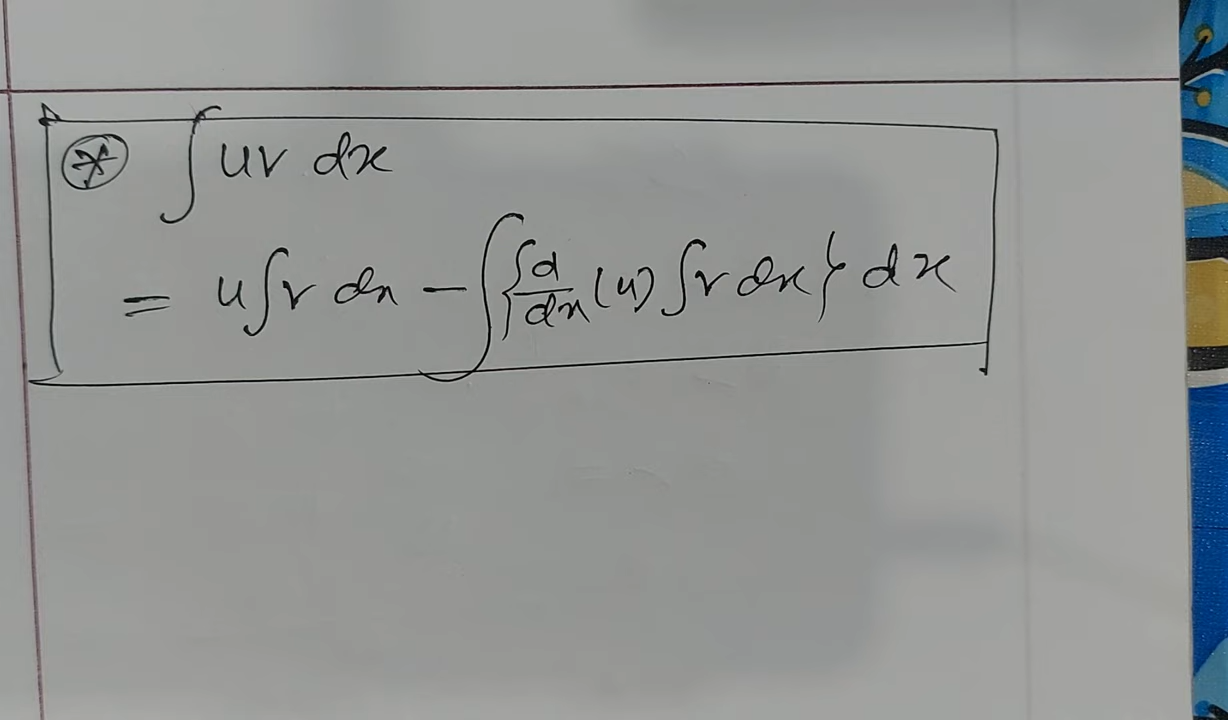 ⊛ ∫ uv dx
= u∫v dx − ∫{d/dx (u) ∫v dx} dx